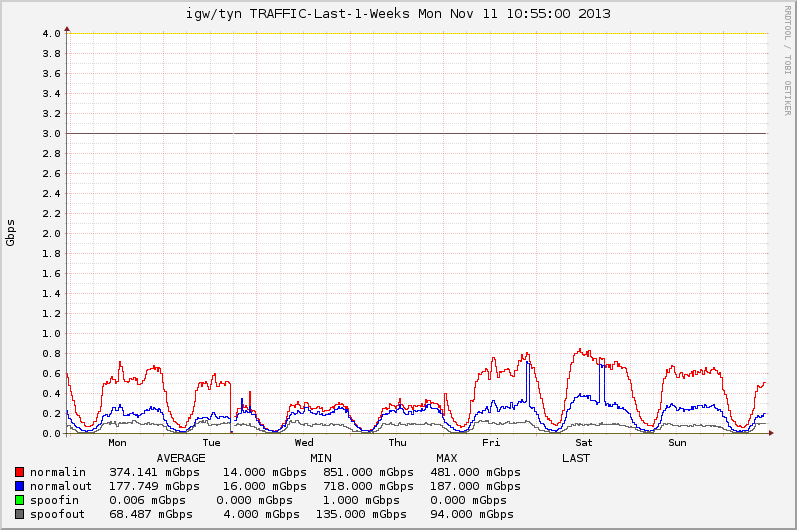 igw/tyn TRAFFIC-Last-1-Weeks Mon Nov 11 10:55:00 2013
RRDTOOL / TOBI OETIKER
Gbps
4.0
3.8
3.6
3.4
3.2
3.0
2.8
2.6
2.4
2.2
2.0
1.8
1.6
1.4
1.2
1.0
0.8
0.6
0.4
0.2
0.0
Mon Tue Wed Thu Fri Sat Sun
AVERAGE MIN MAX LAST
normalin 374.141 mGbps 14.000 mGbps 851.000 mGbps 481.000 mGbps
normalout 177.749 mGbps 16.000 mGbps 718.000 mGbps 187.000 mGbps
spoofin 0.006 mGbps 0.000 mGbps 1.000 mGbps 0.000 mGbps
spoofout 68.487 mGbps 4.000 mGbps 135.000 mGbps 94.000 mGbps